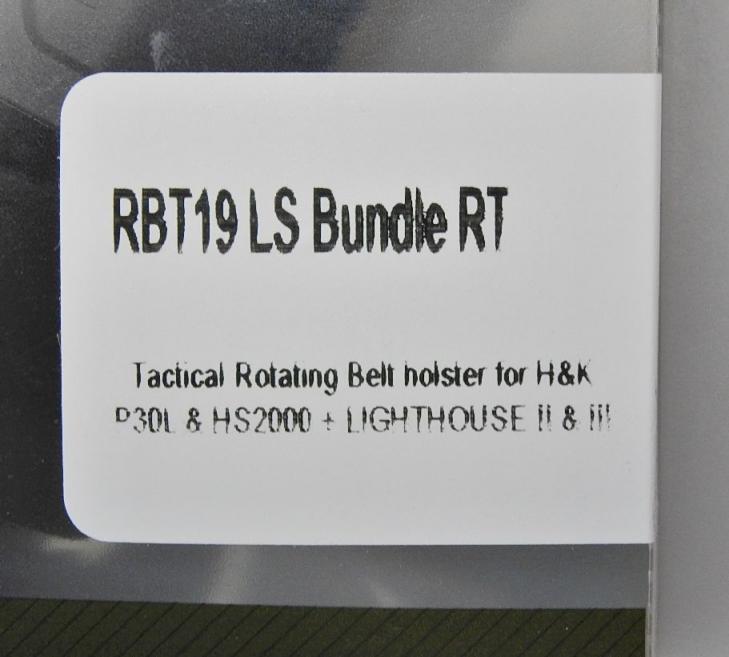 RBT19 LS Bundle RT
Tactical Rotating Belt holster for H&K
P30L & HS2000 + LIGHTHOUSE ii & iii